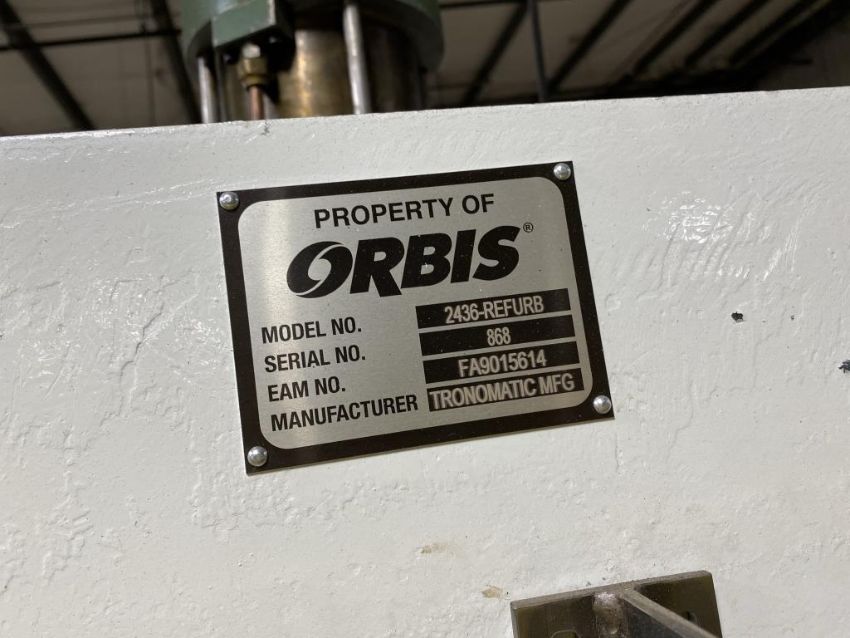 PROPERTY OF
ORBIS®
MODEL NO. 2436-REFURB
SERIAL NO. 868
EAM NO. FA9015614
MANUFACTURER TRONOMATIC MFG